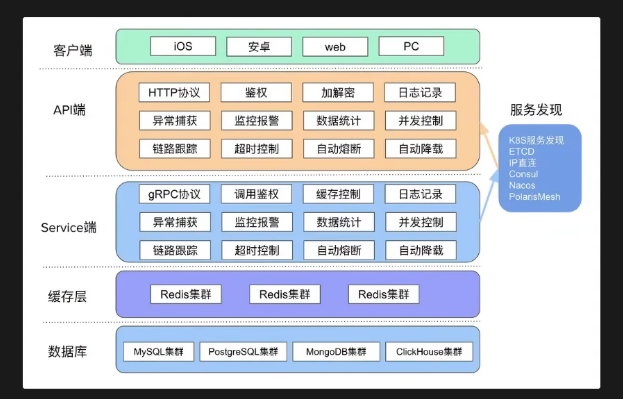 客户端
iOS
安卓
web
PC
API端
HTTP协议
鉴权
加解密
日志记录
异常捕获
监控报警
数据统计
并发控制
链路跟踪
超时控制
自动熔断
自动降载
服务发现
K8S服务发现
ETCD
IP直连
Consul
Nacos
PolarisMesh
Service端
gRPC协议
调用鉴权
缓存控制
日志记录
异常捕获
监控报警
数据统计
并发控制
链路跟踪
超时控制
自动熔断
自动降载
缓存层
Redis集群
Redis集群
Redis集群
数据库
MySQL集群
PostgreSQL集群
MongoDB集群
ClickHouse集群